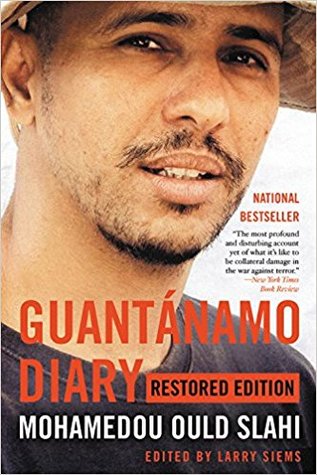 NATIONAL
BESTSELLER
"The most profound
and disturbing account
yet of what it's like to
be collateral damage in
the war against terror."
—New York Times
Book Review
GUANTÁNAMO
DIARY RESTORED EDITION
MOHAMEDOU OULD SLAHI
EDITED BY LARRY SIEMS